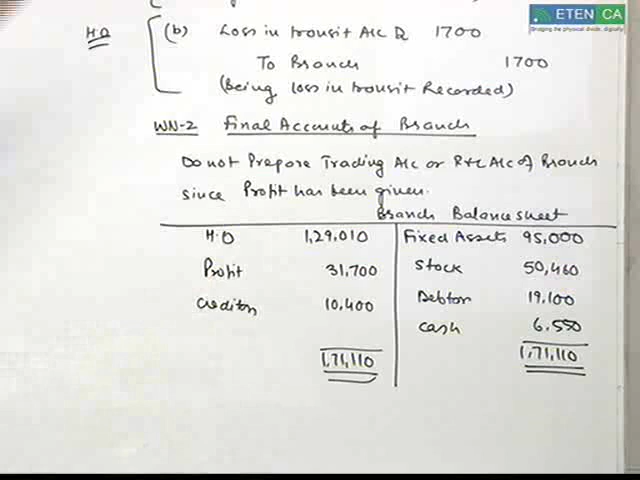 ETEN CA
Bridging the physical divide, digitally
H.O (b) Loss in transit A/c Dr 1700
To Branch 1700
(Being loss in transit Recorded)
WN-2 Final Accounts of Branch
Do not Prepare Trading A/c or P&L A/c of Branch
since Profit has been given.
Branch Balance sheet
H.O 1,29,010 Fixed Assets 95,000
Profit 31,700 Stock 50,460
Creditor 10,400 Debtor 19,100
Cash 6,550
1,71,110 1,71,110